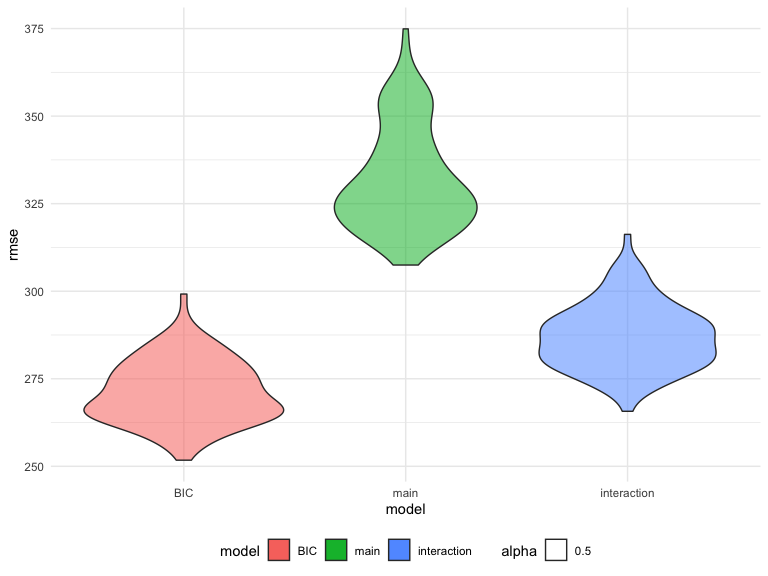 rmse
375
350
325
300
275
250
BIC main interaction
model
model BIC main interaction alpha 0.5